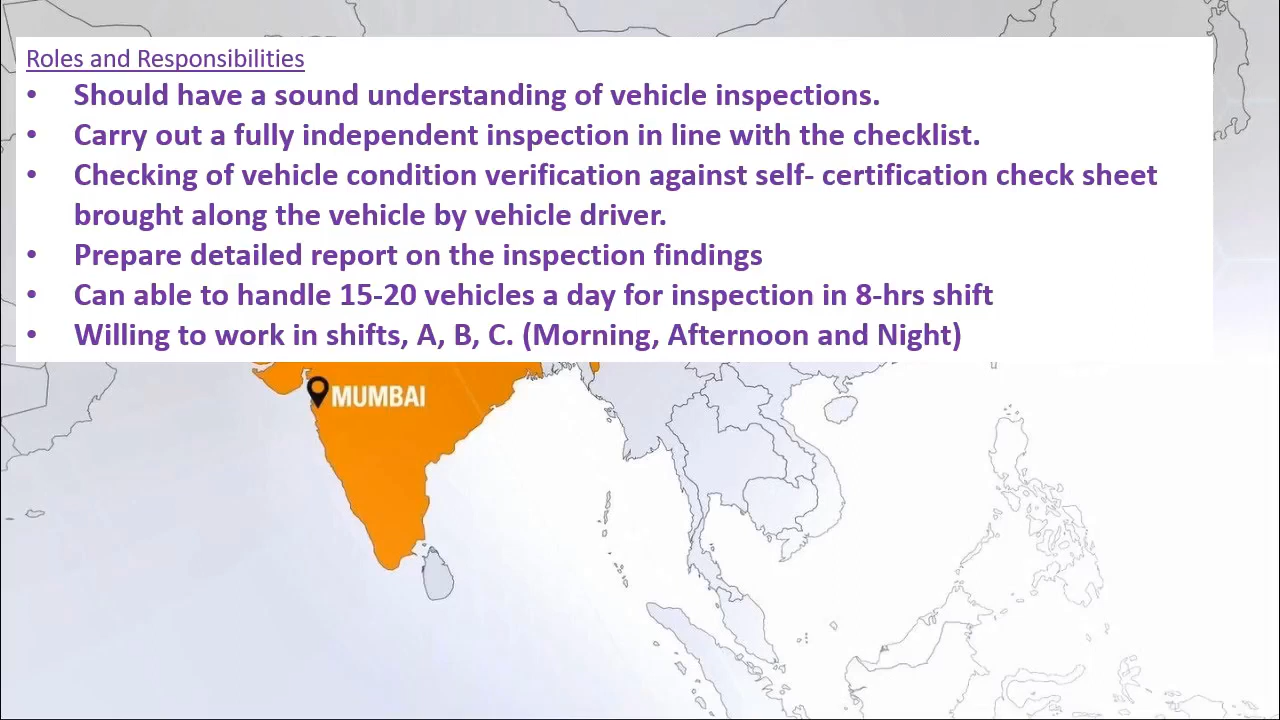 Roles and Responsibilities
• Should have a sound understanding of vehicle inspections.
• Carry out a fully independent inspection in line with the checklist.
• Checking of vehicle condition verification against self- certification check sheet
brought along the vehicle by vehicle driver.
• Prepare detailed report on the inspection findings
• Can able to handle 15-20 vehicles a day for inspection in 8-hrs shift
• Willing to work in shifts, A, B, C. (Morning, Afternoon and Night)
MUMBAI